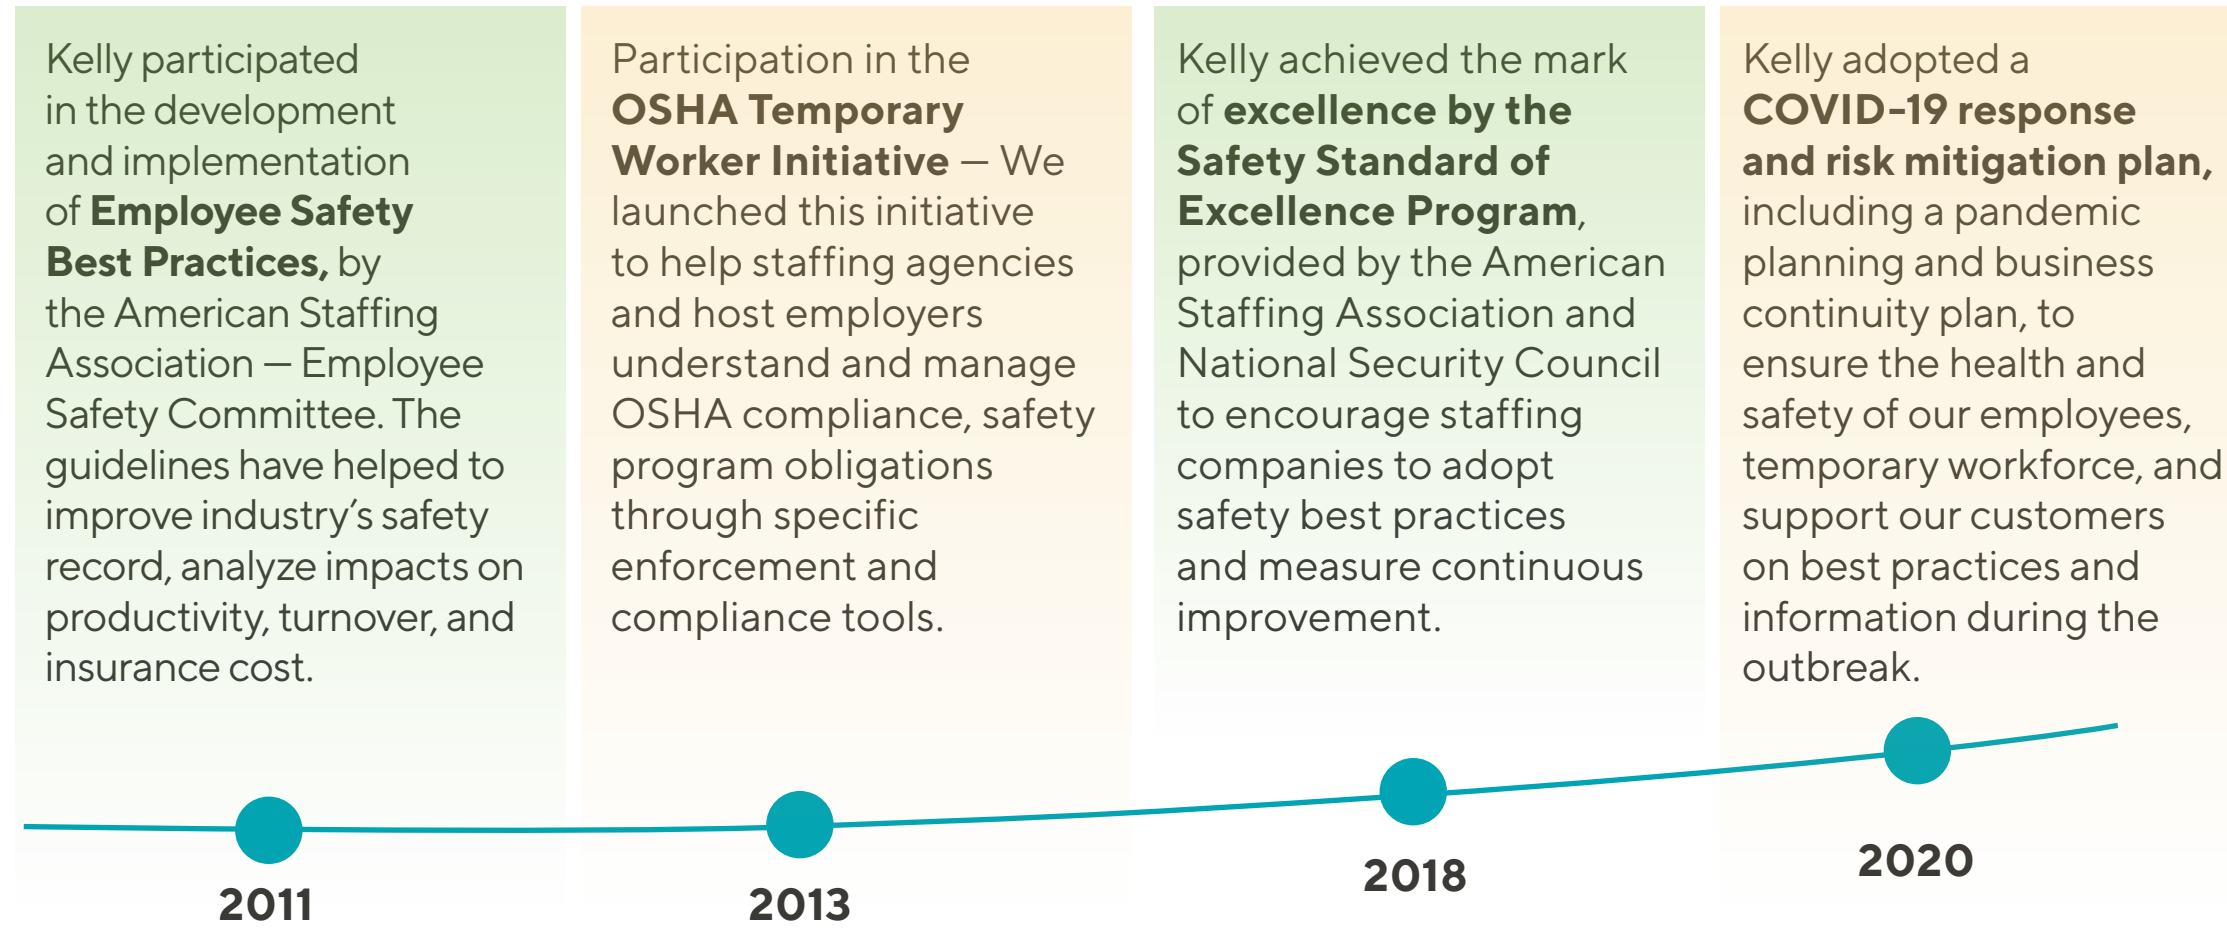 Kelly participated
in the development
and implementation
of Employee Safety
Best Practices, by
the American Staffing
Association — Employee
Safety Committee. The
guidelines have helped to
improve industry’s safety
record, analyze impacts on
productivity, turnover, and
insurance cost.
2011
Participation in the
OSHA Temporary
Worker Initiative — We
launched this initiative
to help staffing agencies
and host employers
understand and manage
OSHA compliance, safety
program obligations
through specific
enforcement and
compliance tools.
2013
Kelly achieved the mark
of excellence by the
Safety Standard of
Excellence Program,
provided by the American
Staffing Association and
National Security Council
to encourage staffing
companies to adopt
safety best practices
and measure continuous
improvement.
2018
Kelly adopted a
COVID-19 response
and risk mitigation plan,
including a pandemic
planning and business
continuity plan, to
ensure the health and
safety of our employees,
temporary workforce, and
support our customers
on best practices and
information during the
outbreak.
2020